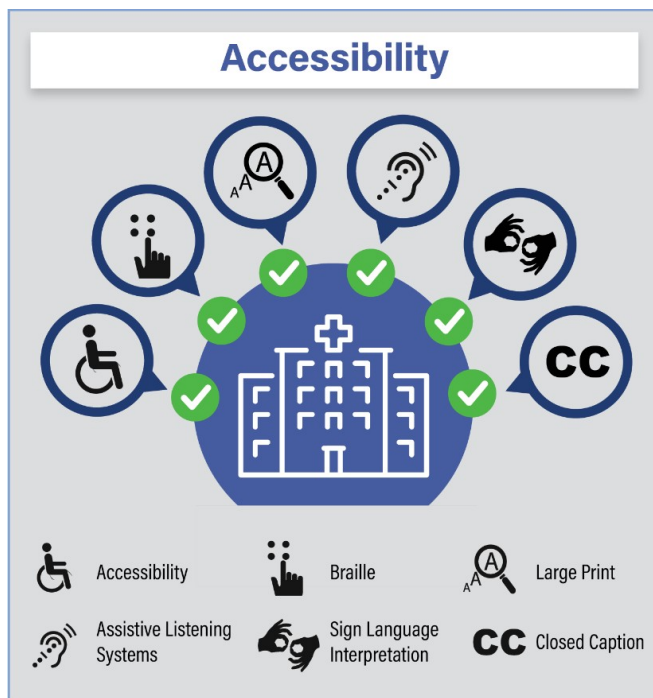 Accessibility
A
A
A
CC
Accessibility
Braille
A
A
A
Large Print
Assistive Listening
Systems
Sign Language
Interpretation
CC
Closed Caption